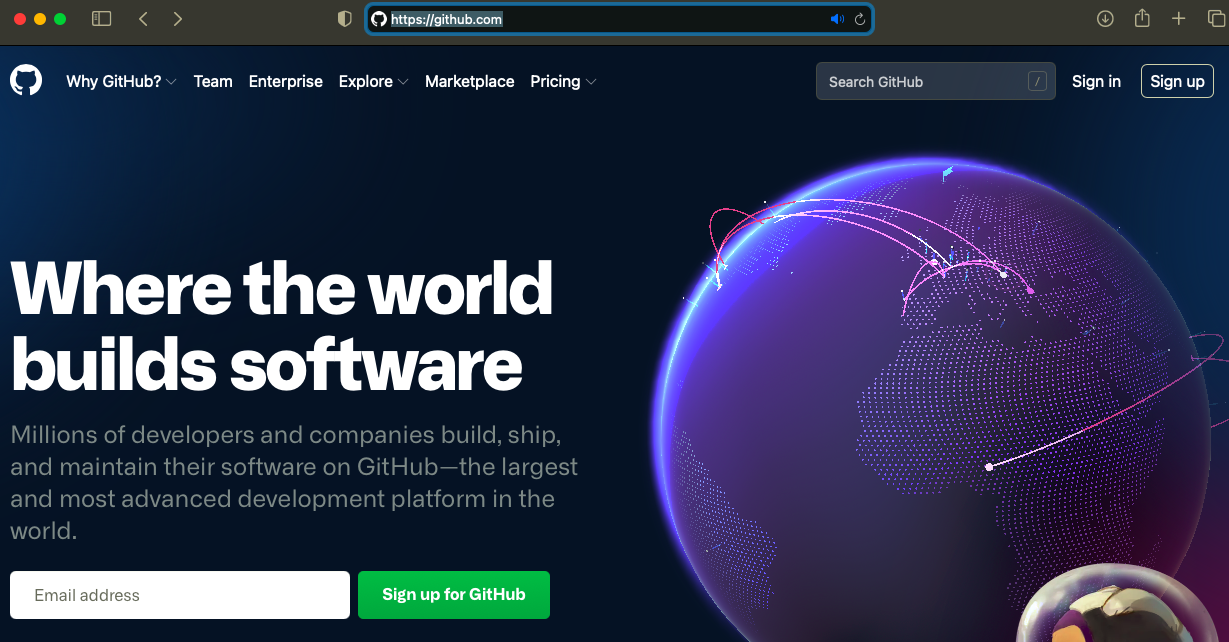 https://github.com
Why GitHub? Team Enterprise Explore Marketplace Pricing Search GitHub / Sign in Sign up
Where the world
builds software
Millions of developers and companies build, ship,
and maintain their software on GitHub—the largest
and most advanced development platform in the
world.
Email address Sign up for GitHub